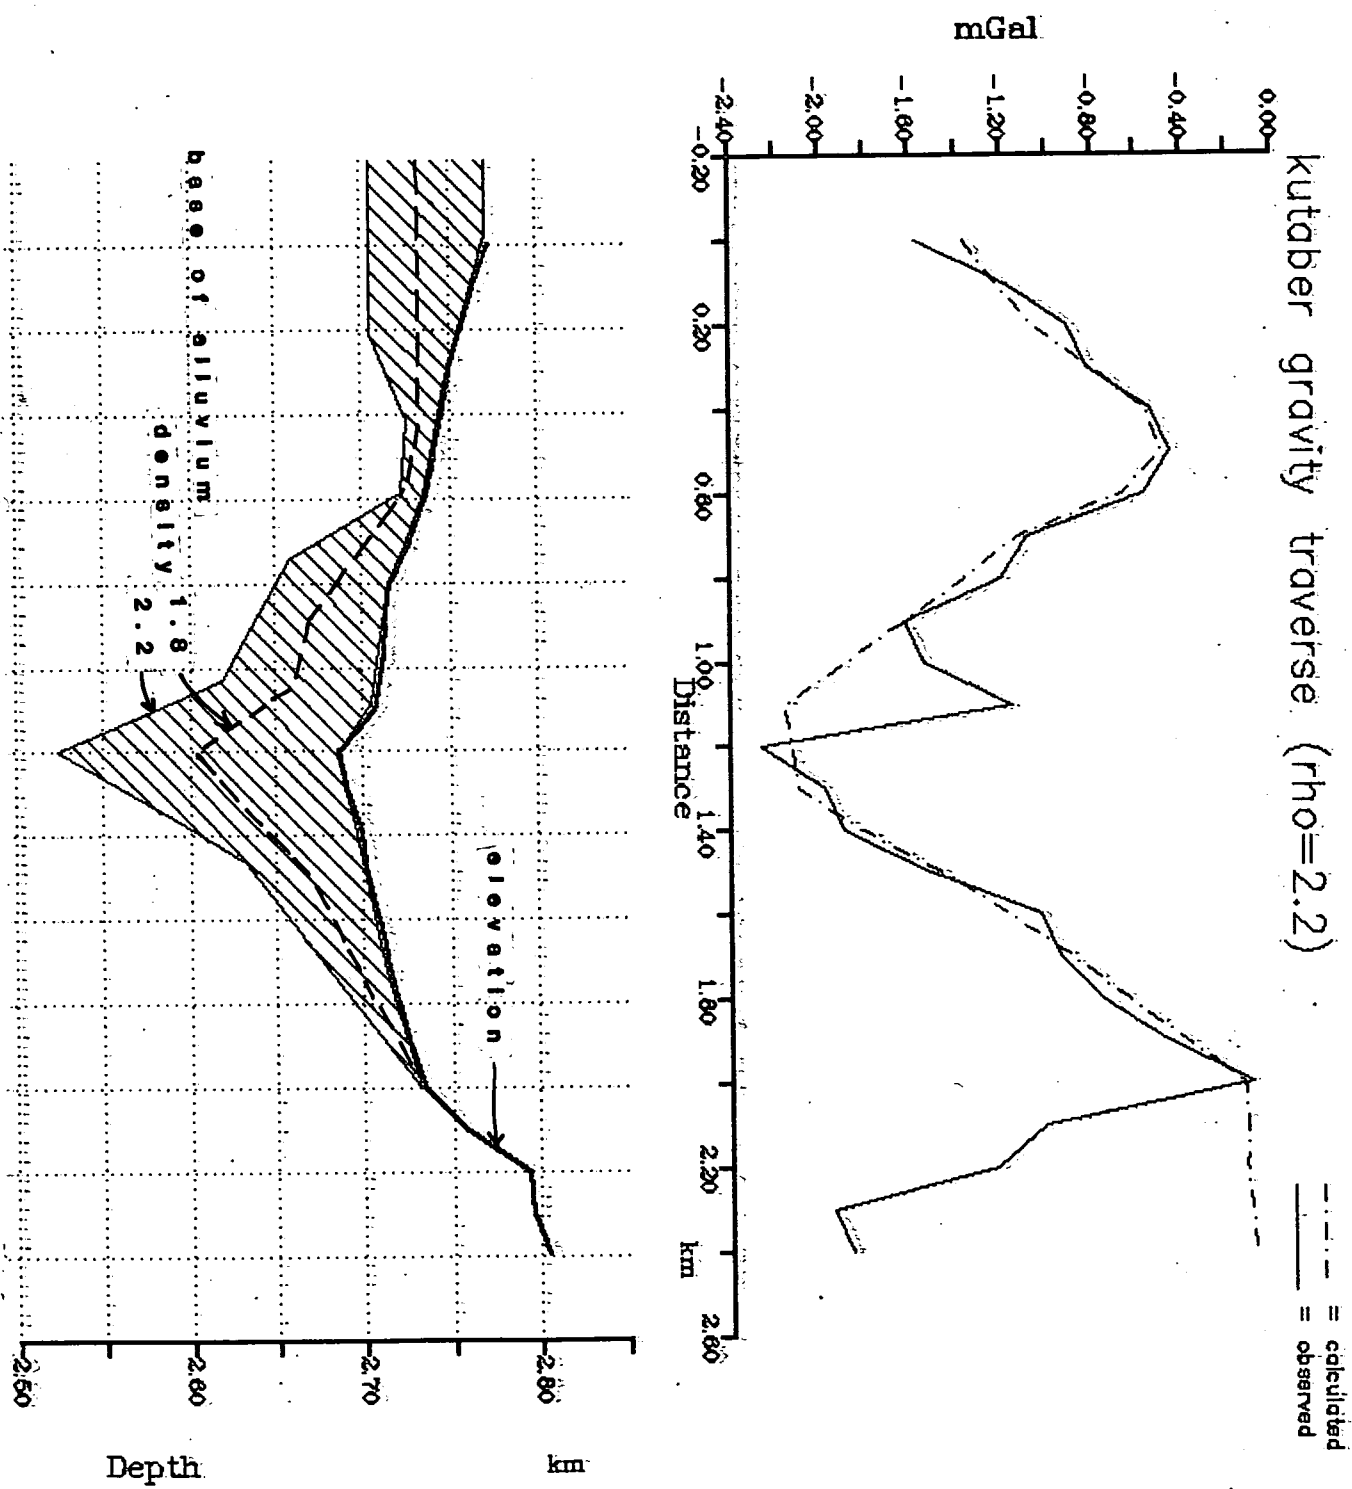 kutaber gravity traverse (rho=2.2)
= calculated
= observed
mGal
0.00
-0.40
-0.80
-1.20
-1.60
-2.00
-2.40
-0.20
0.20
0.60
1.00
1.40
1.80
2.20
2.60
Distance
km
elevation
base of alluvium
density 1.8
2.2
-2.80
-2.70
-2.60
-2.50
Depth
km